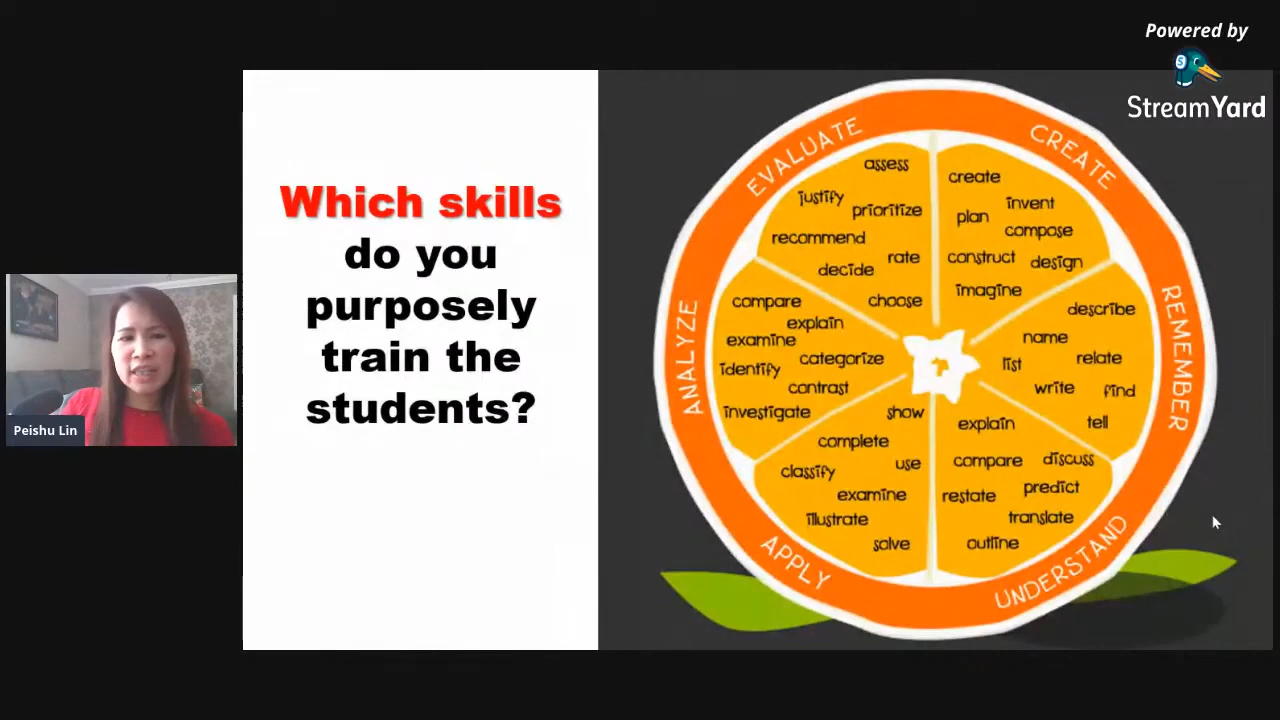 Powered by
StreamYard
Which skills
do you
purposely
train the
students?
Peishu Lin
EVALUATE
assess
justify
prioritize
recommend
rate
decide
choose
CREATE
create
invent
plan
compose
construct
design
imagine
REMEMBER
describe
name
list
relate
write
find
tell
UNDERSTAND
explain
compare
discuss
restate
predict
translate
outline
APPLY
show
complete
use
classify
examine
illustrate
solve
ANALYZE
compare
explain
examine
categorize
identify
contrast
investigate